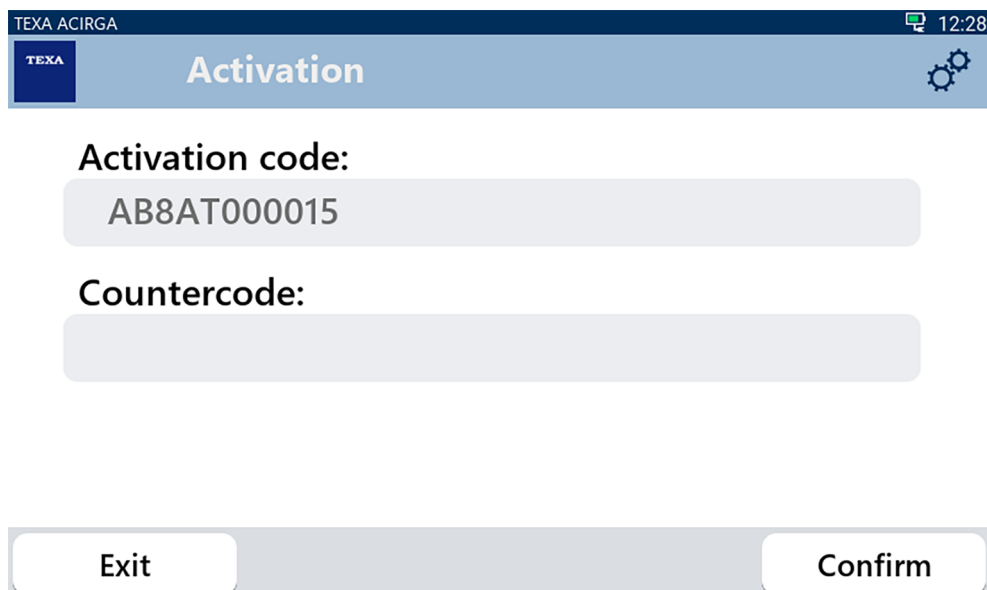 TEXA ACIRGA 12:28
TEXA Activation
Activation code:
AB8AT000015
Countercode:
Exit Confirm